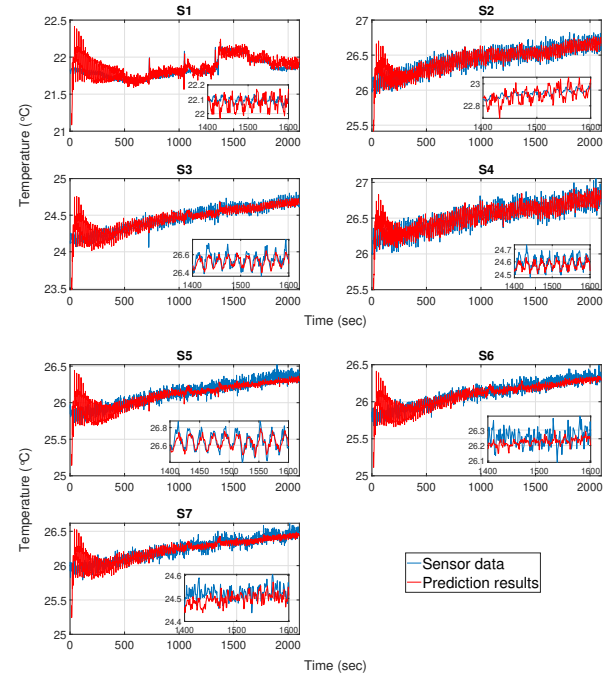 S1
22.5
22
21.5
21
22.2
22.1
22
1400 1500 1600
0 500 1000 1500 2000
S2
27
26.5
26
25.5
23
22.8
1400 1500 1600
0 500 1000 1500 2000
Temperature (°C)
S3
25
24.5
24
23.5
26.6
26.4
1400 1500 1600
0 500 1000 1500 2000
S4
27
26.5
26
25.5
24.7
24.6
24.5
1400 1500 1600
0 500 1000 1500 2000
Time (sec)
S5
26.5
26
25.5
25
26.8
26.6
1400 1450 1500 1550 1600
0 500 1000 1500 2000
S6
26.5
26
25.5
25
26.3
26.2
26.1
1400 1500 1600
0 500 1000 1500 2000
Temperature (°C)
S7
26.5
26
25.5
25
24.6
24.5
24.4
1400 1500 1600
0 500 1000 1500 2000
Sensor data
Prediction results
Time (sec)